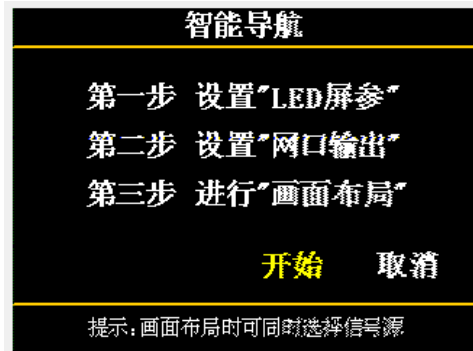 智能导航
第一步 设置"LED屏参"
第二步 设置"网口输出"
第三步 进行"画面布局"
开始 取消
提示:画面布局时可同时选择信号源